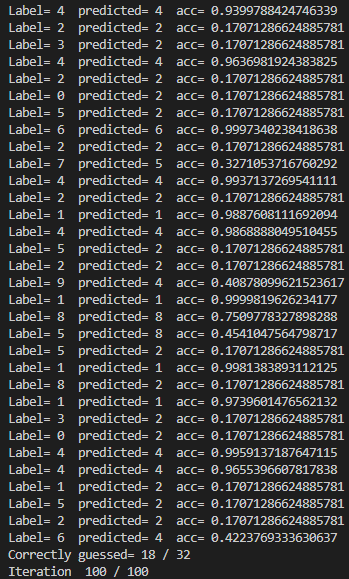 Label= 4  predicted= 4  acc= 0.9399788424746339
Label= 2  predicted= 2  acc= 0.17071286624885781
Label= 3  predicted= 2  acc= 0.17071286624885781
Label= 4  predicted= 4  acc= 0.9636981924383825
Label= 2  predicted= 2  acc= 0.17071286624885781
Label= 0  predicted= 2  acc= 0.17071286624885781
Label= 5  predicted= 2  acc= 0.17071286624885781
Label= 6  predicted= 6  acc= 0.9997340238418638
Label= 2  predicted= 2  acc= 0.17071286624885781
Label= 7  predicted= 5  acc= 0.3271053716760292
Label= 4  predicted= 4  acc= 0.9937137269541111
Label= 2  predicted= 2  acc= 0.17071286624885781
Label= 1  predicted= 1  acc= 0.9887608111692094
Label= 4  predicted= 4  acc= 0.9868888049510455
Label= 5  predicted= 2  acc= 0.17071286624885781
Label= 2  predicted= 2  acc= 0.17071286624885781
Label= 9  predicted= 4  acc= 0.40878099621523617
Label= 1  predicted= 1  acc= 0.9999819626234177
Label= 8  predicted= 8  acc= 0.7509778327898288
Label= 5  predicted= 8  acc= 0.4541047564798717
Label= 5  predicted= 2  acc= 0.17071286624885781
Label= 1  predicted= 1  acc= 0.9981383893112125
Label= 8  predicted= 2  acc= 0.17071286624885781
Label= 1  predicted= 1  acc= 0.9739601476562132
Label= 3  predicted= 2  acc= 0.17071286624885781
Label= 0  predicted= 2  acc= 0.17071286624885781
Label= 4  predicted= 4  acc= 0.9959137187647115
Label= 4  predicted= 4  acc= 0.9655396607817838
Label= 1  predicted= 2  acc= 0.17071286624885781
Label= 5  predicted= 2  acc= 0.17071286624885781
Label= 2  predicted= 2  acc= 0.17071286624885781
Label= 6  predicted= 4  acc= 0.4223769333630637
Correctly guessed= 18 / 32
Iteration  100 / 100